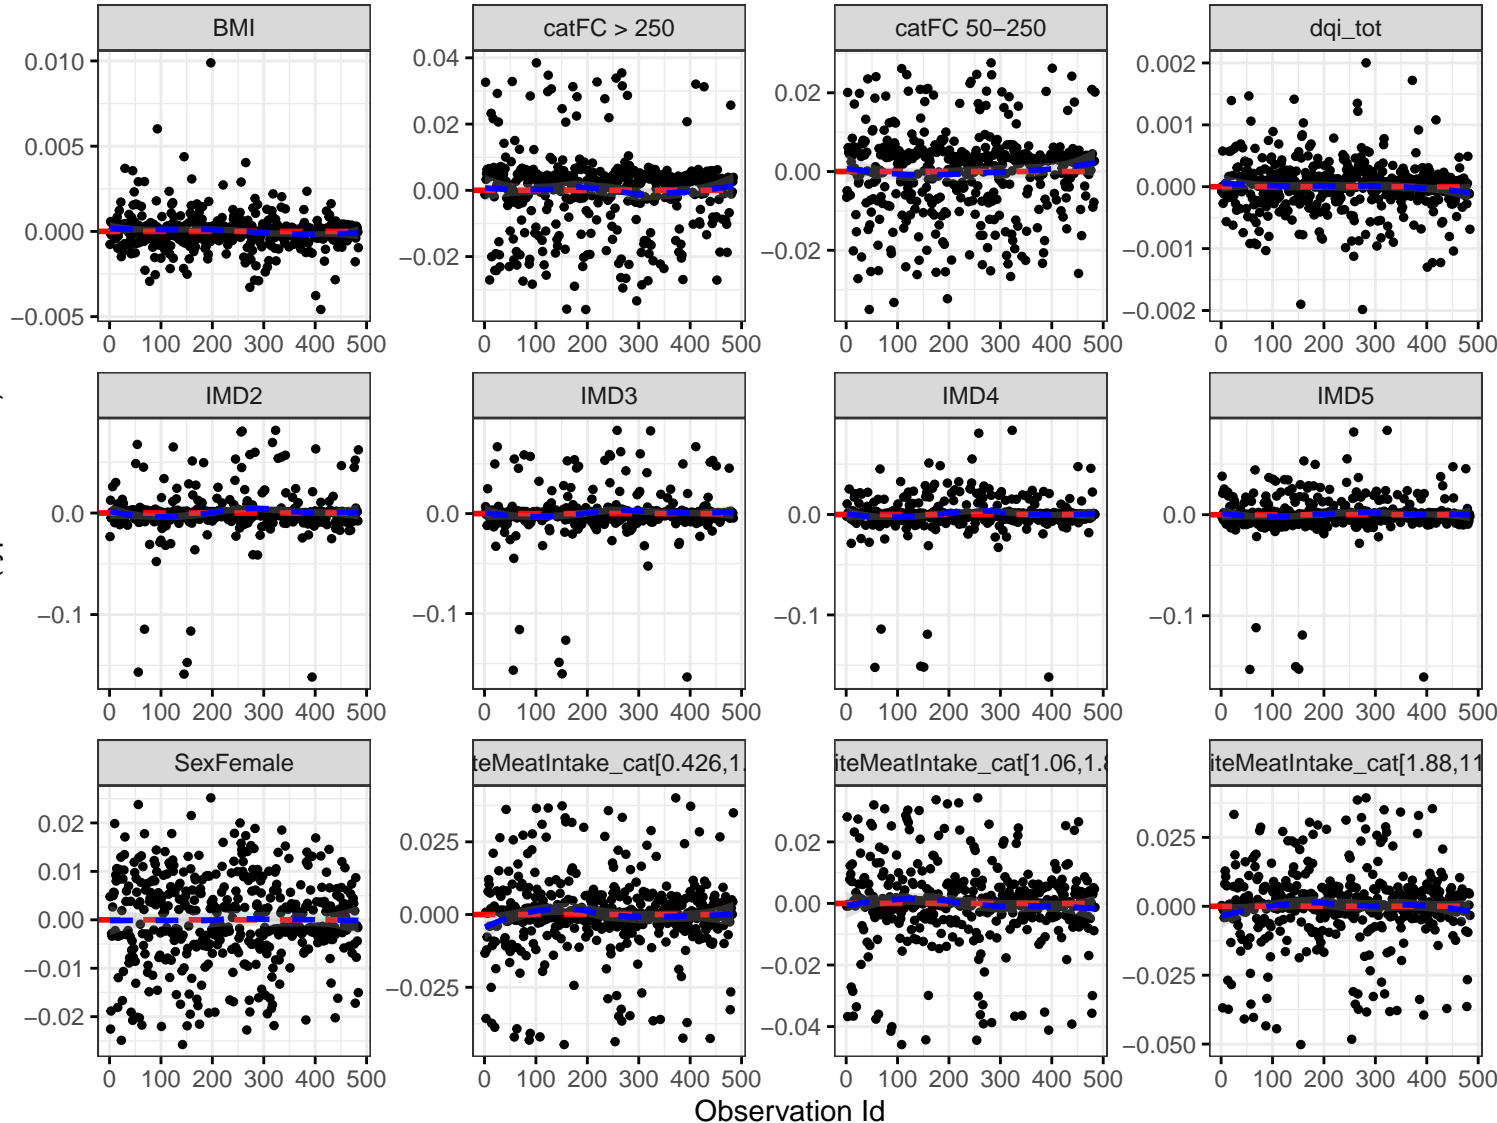 BMI
catFC > 250
catFC 50−250
dqi_tot
0.010
0.005
0.000
−0.005
0.04
0.02
0.00
−0.02
0.02
0.00
−0.02
0.002
0.001
0.000
−0.001
−0.002
0 100 200 300 400 500
0 100 200 300 400 500
0 100 200 300 400 500
0 100 200 300 400 500
IMD2
IMD3
IMD4
IMD5
0.0
−0.1
0.0
−0.1
0.0
−0.1
0.0
−0.1
0 100 200 300 400 500
0 100 200 300 400 500
0 100 200 300 400 500
0 100 200 300 400 500
SexFemale
teMeatIntake_cat[0.426,1.
iteMeatIntake_cat[1.06,1.8
iteMeatIntake_cat[1.88,11
0.02
0.01
0.00
−0.01
−0.02
0.025
0.000
−0.025
0.02
0.00
−0.02
−0.04
0.025
0.000
−0.025
−0.050
0 100 200 300 400 500
0 100 200 300 400 500
0 100 200 300 400 500
0 100 200 300 400 500
Observation Id